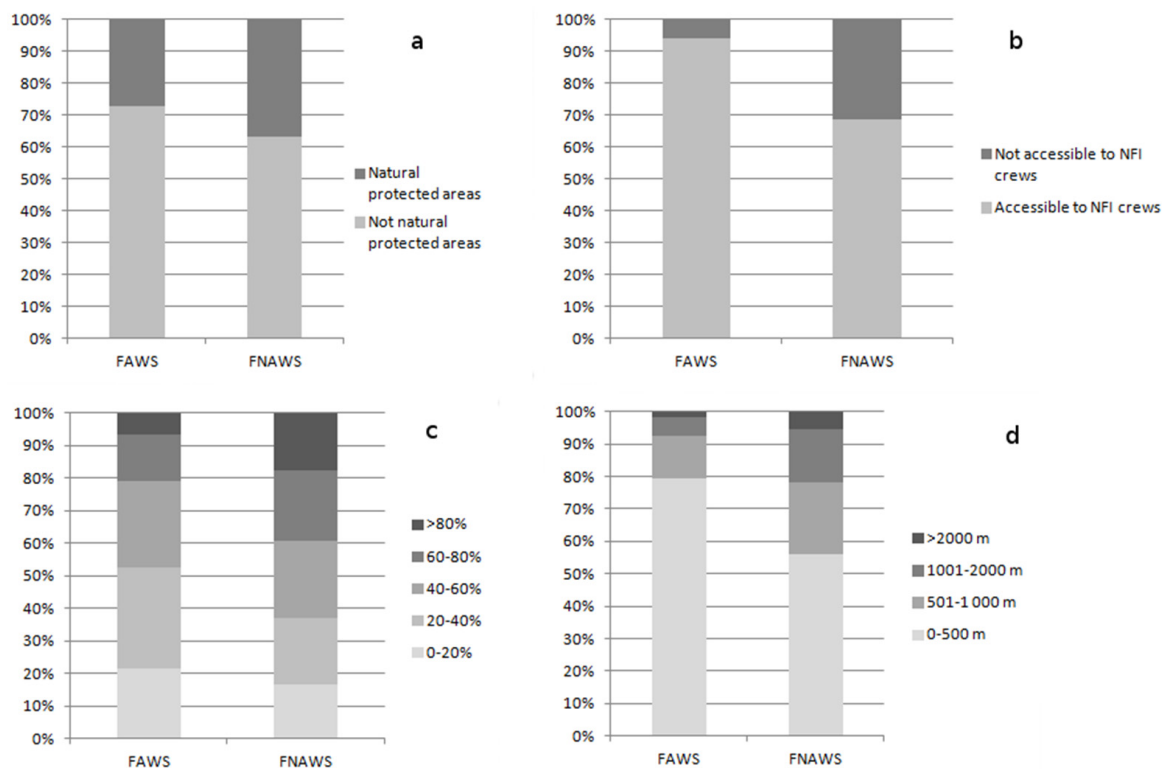 100%
90%
80%
70%
60%
50%
40%
30%
20%
10%
0%
FAWS
FNAWS
a
Natural
protected areas
Not natural
protected areas
100%
90%
80%
70%
60%
50%
40%
30%
20%
10%
0%
FAWS
FNAWS
b
Not accessible to NFI
crews
Accessible to NFI crews
100%
90%
80%
70%
60%
50%
40%
30%
20%
10%
0%
FAWS
FNAWS
c
>80%
60-80%
40-60%
20-40%
0-20%
100%
90%
80%
70%
60%
50%
40%
30%
20%
10%
0%
FAWS
FNAWS
d
>2000 m
1001-2000 m
501-1 000 m
0-500 m